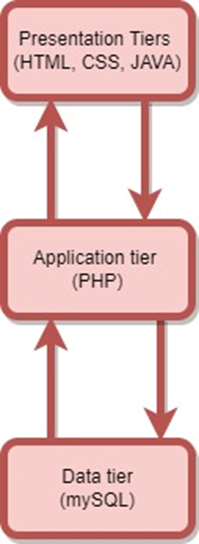 Presentation Tiers
(HTML, CSS, JAVA)
Application tier
(PHP)
Data tier
(mySQL)